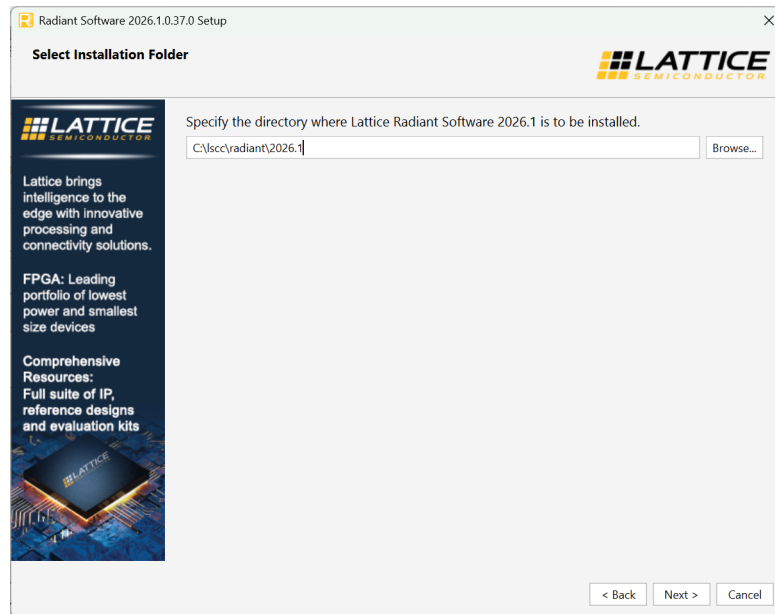 Radiant Software 2026.1.0.37.0 Setup
Select Installation Folder
LATTICE
SEMICONDUCTOR
LATTICE
SEMICONDUCTOR
Specify the directory where Lattice Radiant Software 2026.1 is to be installed.
C:\lscc\radiant\2026.1
Browse...
Lattice brings
intelligence to the
edge with innovative
processing and
connectivity solutions.
FPGA: Leading
portfolio of lowest
power and smallest
size devices
Comprehensive
Resources:
Full suite of IP,
reference designs
and evaluation kits
LATTICE
< Back
Next >
Cancel